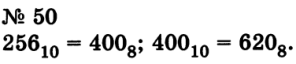 № 50
256₁₀ = 400₈; 400₁₀ = 620₈.